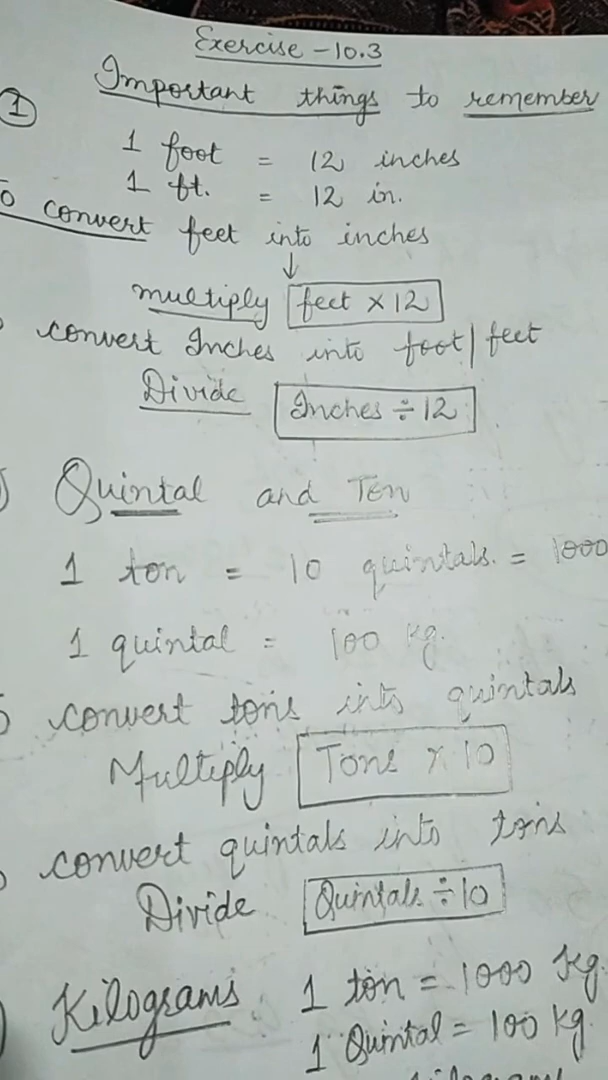 Exercise - 10.3
Important things to remember
1
1 foot = 12 inches
1 ft. = 12 in.
convert feet into inches
↓
multiply feet × 12
convert Inches into foot/feet
Divide Inches ÷ 12
Quintal and Ton
1 ton = 10 quintals. = 1000
1 quintal = 100 kg.
convert tons into quintals
Multiply Tons × 10
convert quintals into tons
Divide Quintals ÷ 10
Kilograms 1 ton = 1000 kg.
1 Quintal = 100 kg.